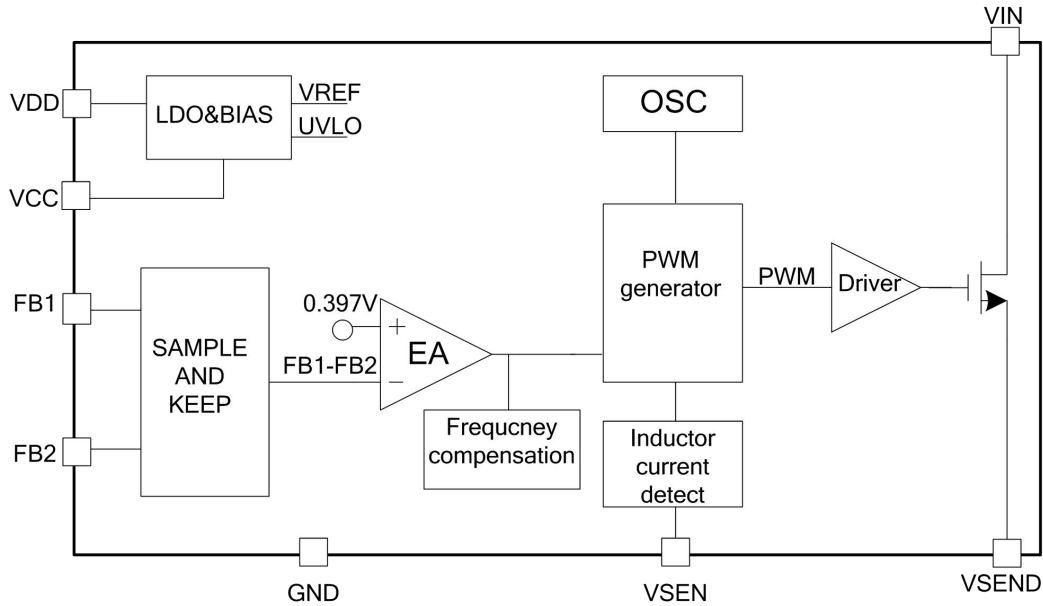 VIN
VDD
LDO&BIAS
VREF
UVLO
OSC
VCC
FB1
SAMPLE
AND
KEEP
0.397V
+
EA
FB1-FB2
−
PWM
generator
PWM
Driver
Frequcney
compensation
Inductor
current
detect
FB2
GND
VSEN
VSEND